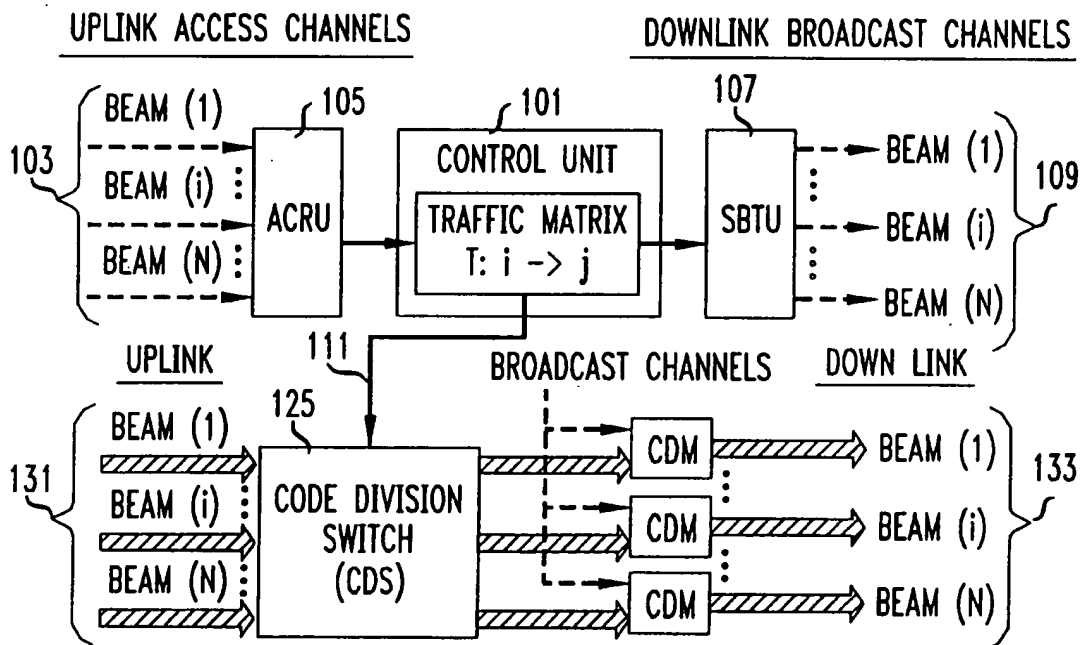 UPLINK ACCESS CHANNELS
DOWNLINK BROADCAST CHANNELS
103
BEAM (1)
BEAM (i)
BEAM (N)
105
ACRU
101
CONTROL UNIT
TRAFFIC MATRIX
T: i -> j
107
SBTU
BEAM (1)
BEAM (i)
BEAM (N)
109
111
UPLINK
BROADCAST CHANNELS
DOWN LINK
131
BEAM (1)
BEAM (i)
BEAM (N)
125
CODE DIVISION
SWITCH
(CDS)
CDM
CDM
CDM
BEAM (1)
BEAM (i)
BEAM (N)
133